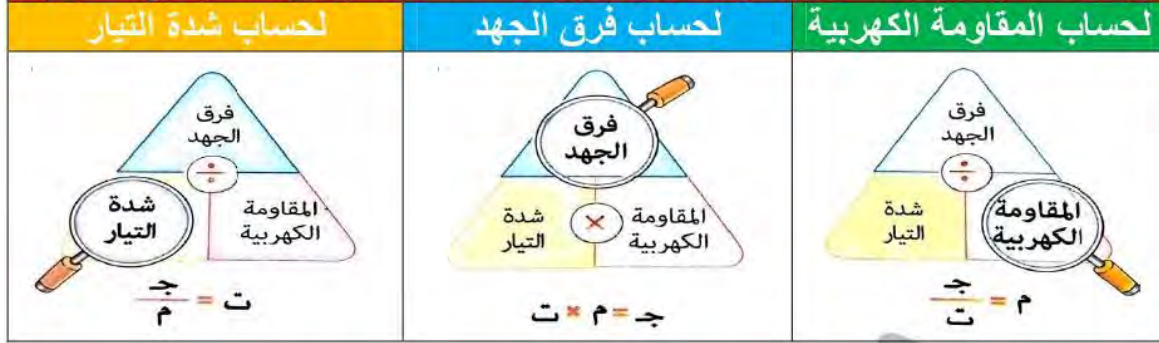 لحساب المقاومة الكهربية
لحساب فرق الجهد
لحساب شدة التيار
فرق
الجهد
÷
شدة
التيار
المقاومة
الكهربية
م = جـ / ت
فرق
الجهد
×
شدة
التيار
المقاومة
الكهربية
جـ = م × ت
فرق
الجهد
÷
شدة
التيار
المقاومة
الكهربية
ت = جـ / م